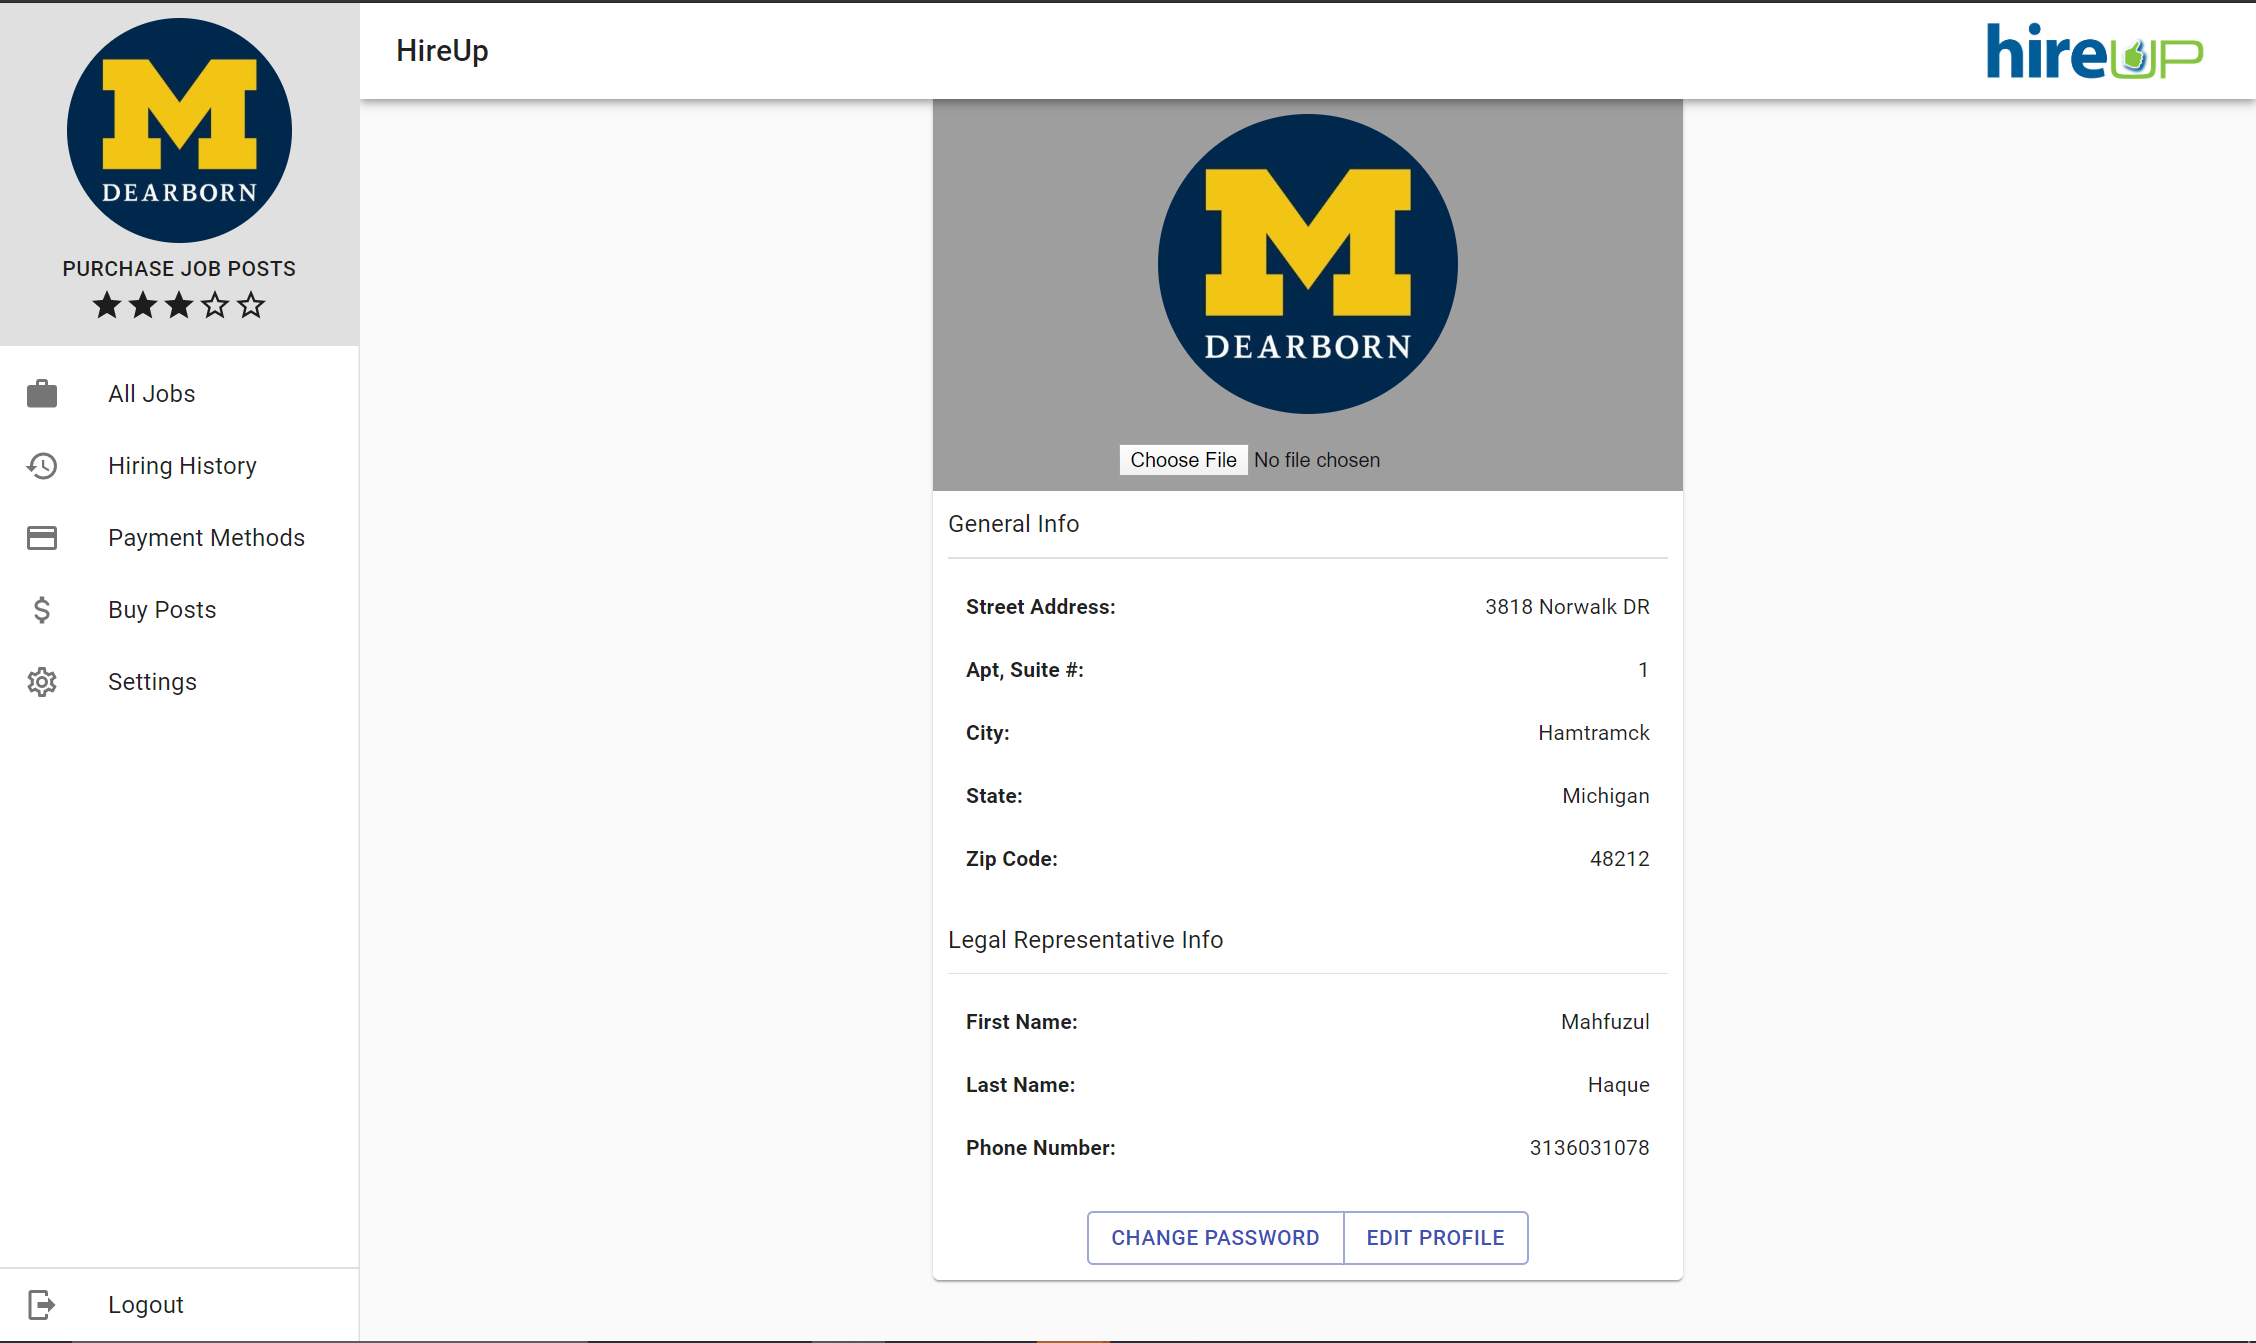 M
DEARBORN
PURCHASE JOB POSTS
All Jobs
Hiring History
Payment Methods
Buy Posts
Settings
Logout
HireUp
hireUP
M
DEARBORN
Choose File No file chosen
General Info
Street Address: 3818 Norwalk DR
Apt, Suite #: 1
City: Hamtramck
State: Michigan
Zip Code: 48212
Legal Representative Info
First Name: Mahfuzul
Last Name: Haque
Phone Number: 3136031078
CHANGE PASSWORD EDIT PROFILE